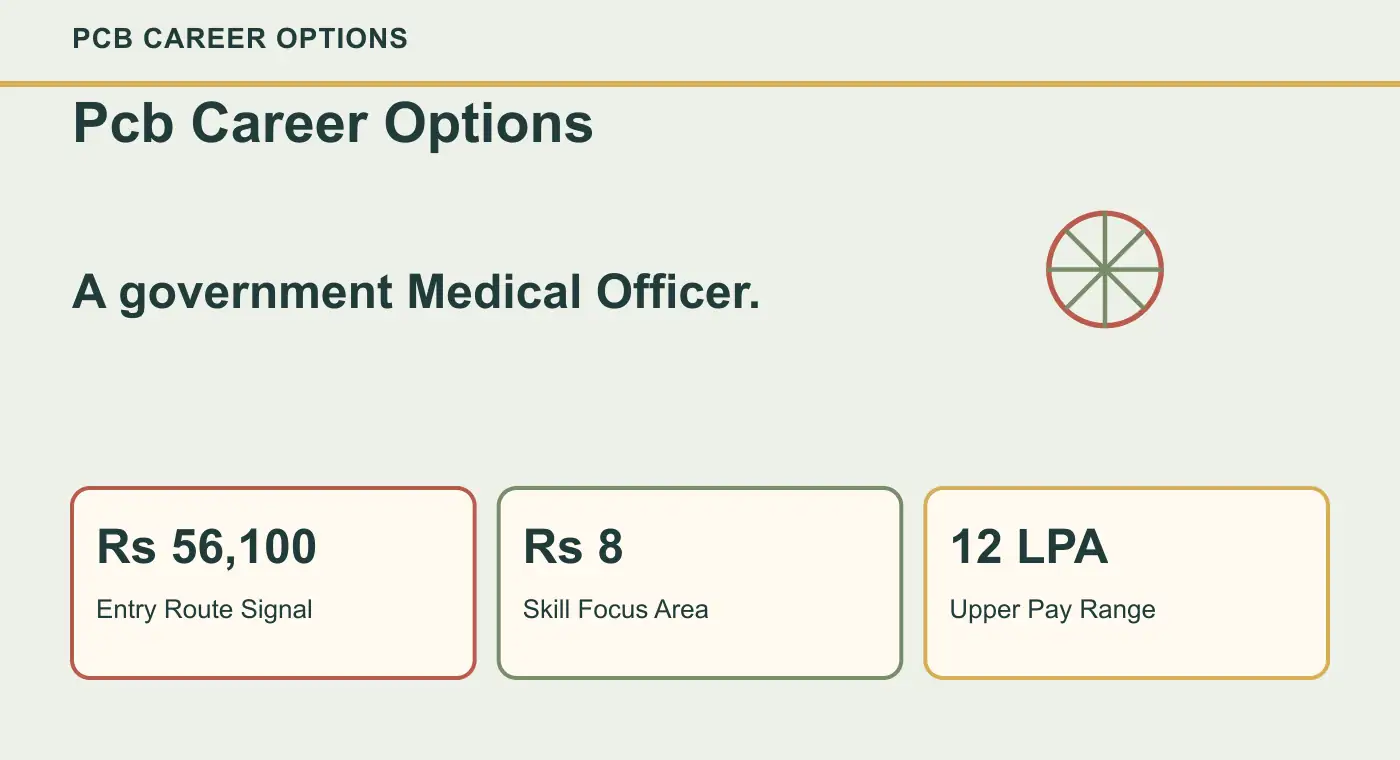 PCB CAREER OPTIONS
Pcb Career Options
A government Medical Officer.
Rs 56,100
Entry Route Signal
Rs 8
Skill Focus Area
12 LPA
Upper Pay Range